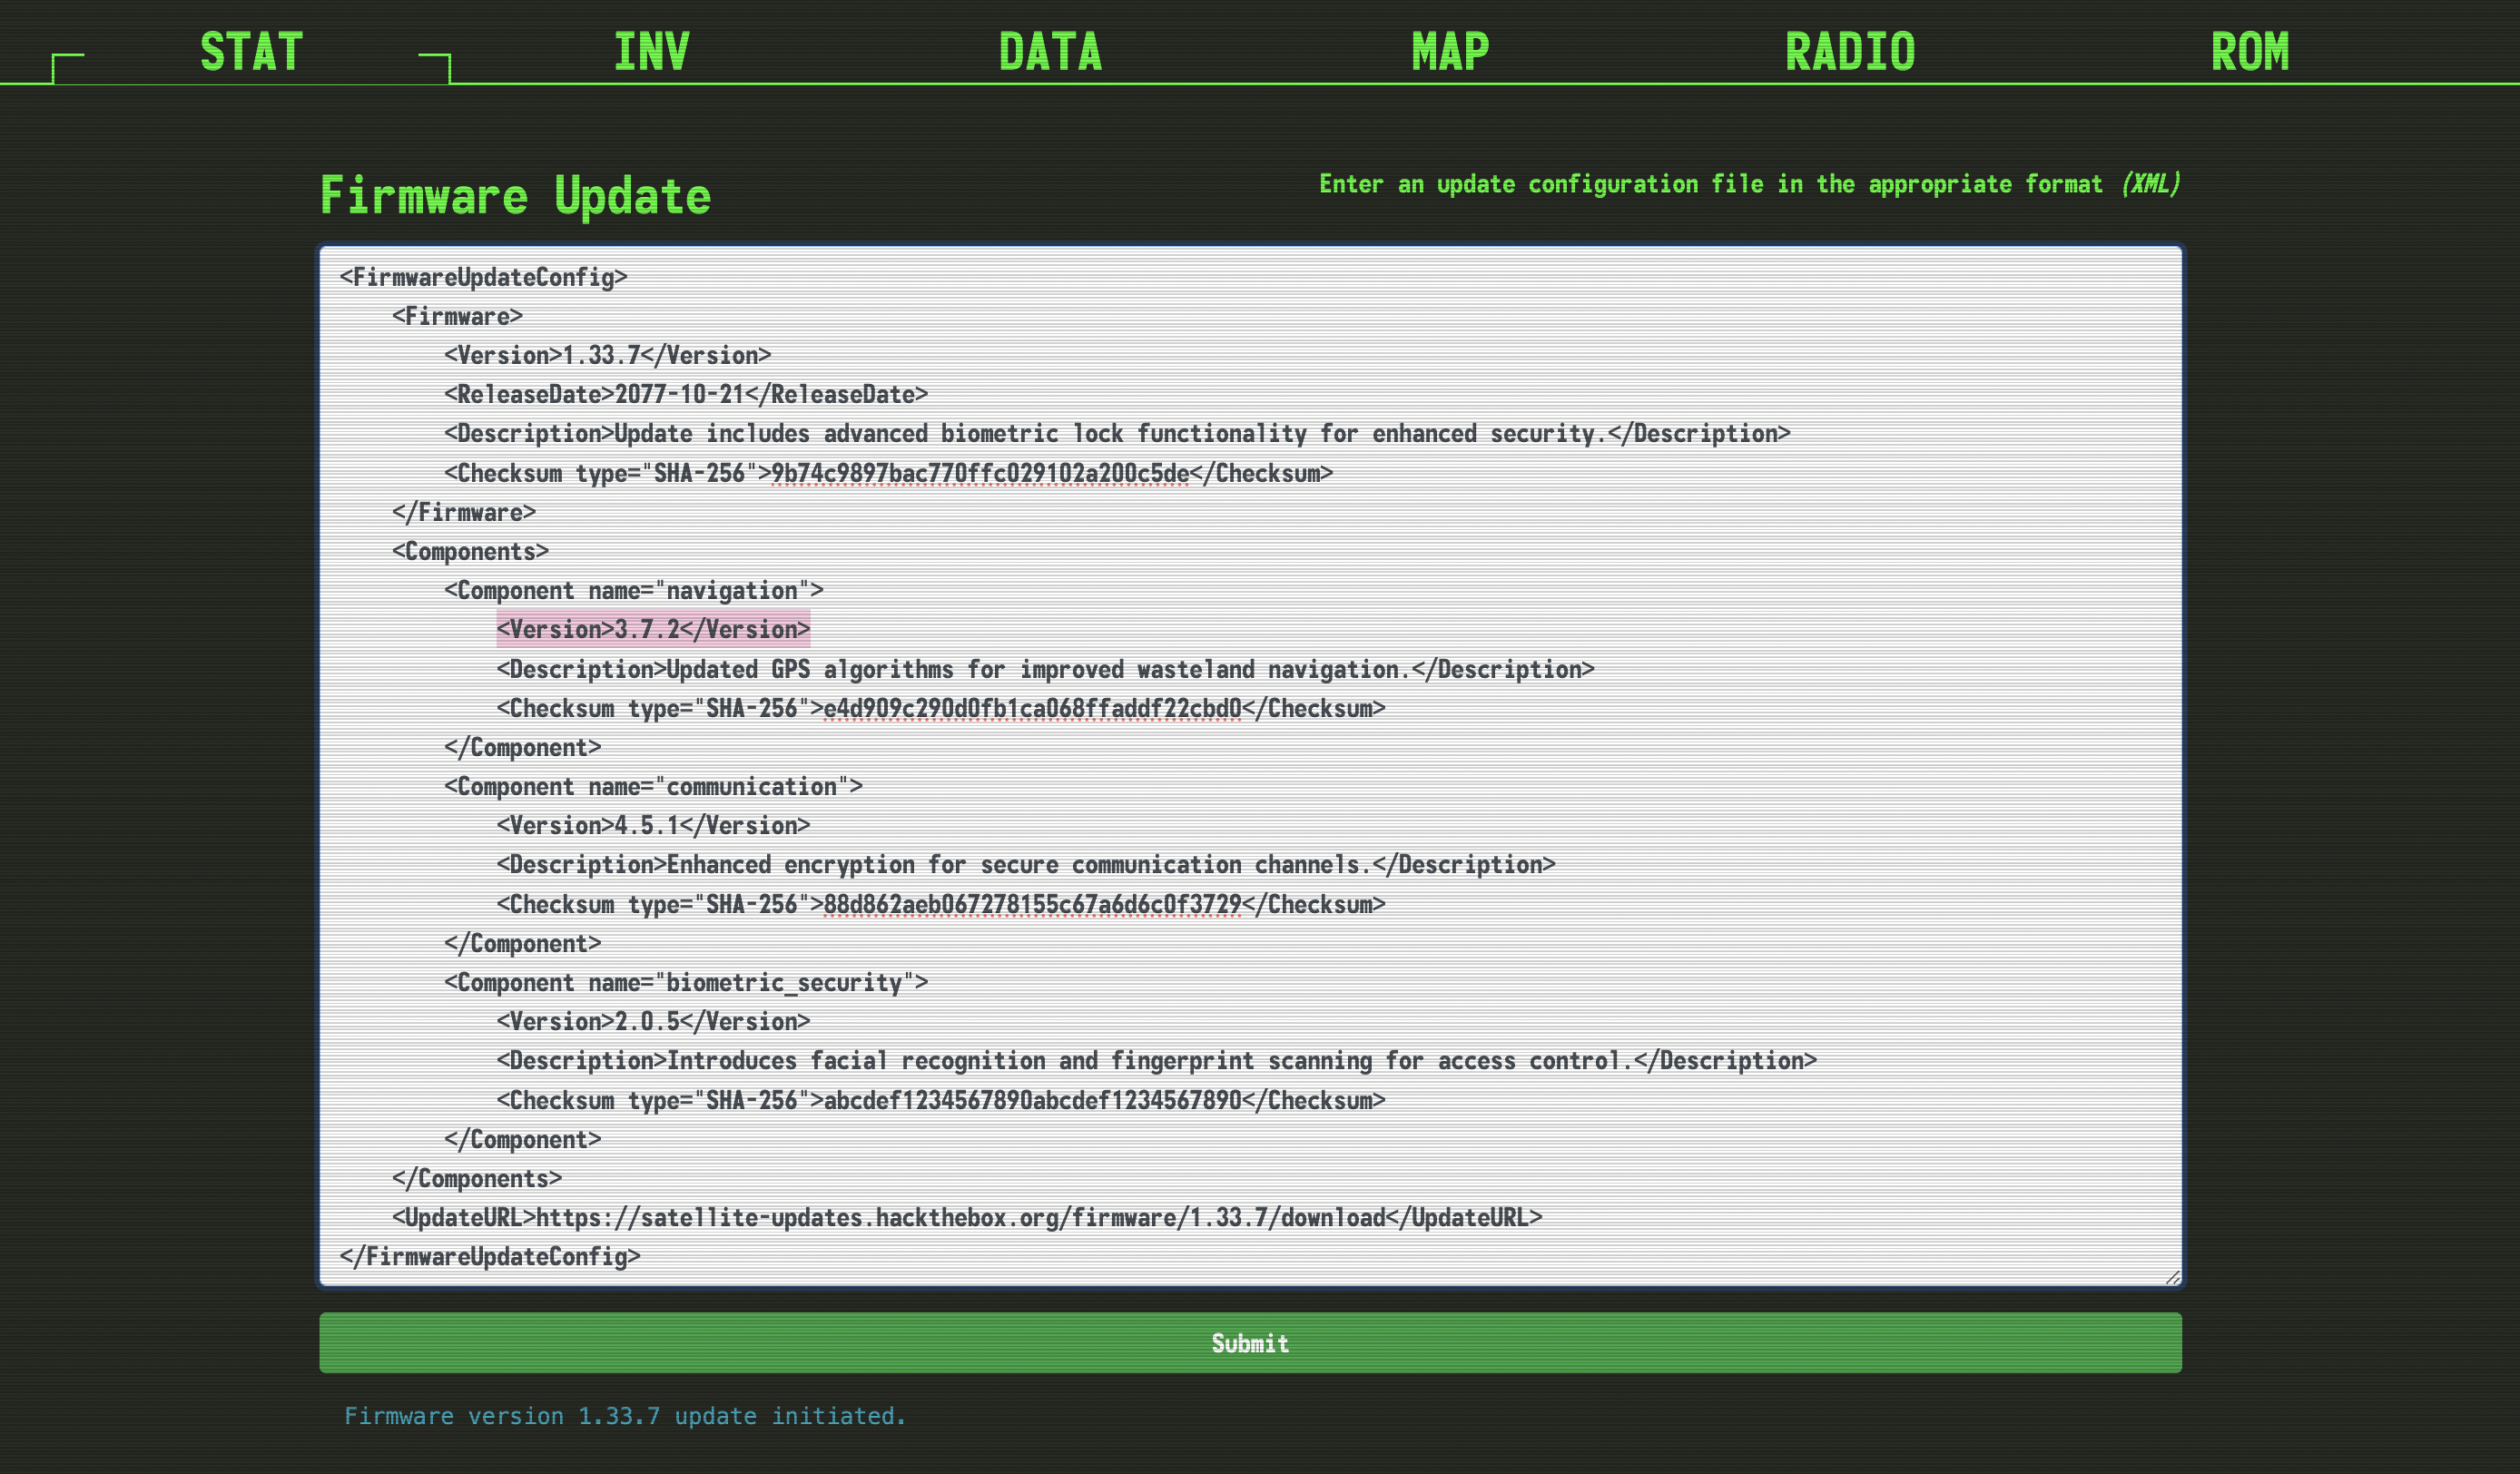 STAT INV DATA MAP RADIO ROM
Firmware Update
Enter an update configuration file in the appropriate format (XML)
<FirmwareUpdateConfig>
    <Firmware>
        <Version>1.33.7</Version>
        <ReleaseDate>2077-10-21</ReleaseDate>
        <Description>Update includes advanced biometric lock functionality for enhanced security.</Description>
        <Checksum type="SHA-256">9b74c9897bac770ffc029102a200c5de</Checksum>
    </Firmware>
    <Components>
        <Component name="navigation">
            <Version>3.7.2</Version>
            <Description>Updated GPS algorithms for improved wasteland navigation.</Description>
            <Checksum type="SHA-256">e4d909c290d0fb1ca068ffaddf22cbd0</Checksum>
        </Component>
        <Component name="communication">
            <Version>4.5.1</Version>
            <Description>Enhanced encryption for secure communication channels.</Description>
            <Checksum type="SHA-256">88d862aeb067278155c67a6d6c0f3729</Checksum>
        </Component>
        <Component name="biometric_security">
            <Version>2.0.5</Version>
            <Description>Introduces facial recognition and fingerprint scanning for access control.</Description>
            <Checksum type="SHA-256">abcdef1234567890abcdef1234567890</Checksum>
        </Component>
    </Components>
    <UpdateURL>https://satellite-updates.hackthebox.org/firmware/1.33.7/download</UpdateURL>
</FirmwareUpdateConfig>
Submit
Firmware version 1.33.7 update initiated.